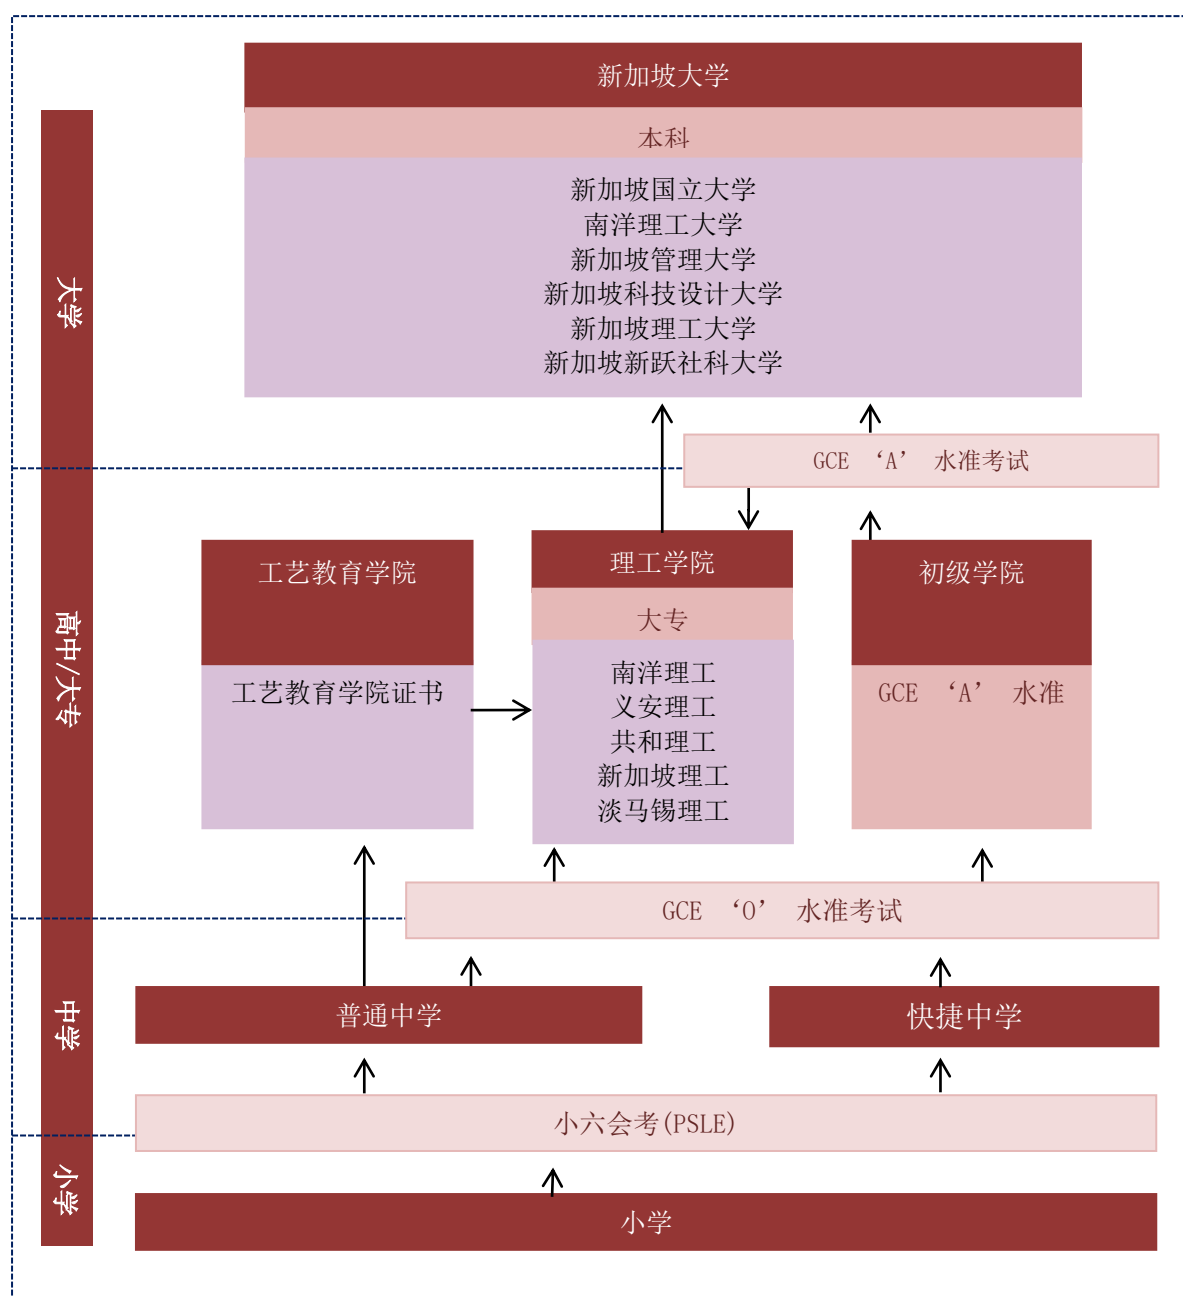 新加坡大学
本科
新加坡国立大学
南洋理工大学
新加坡管理大学
新加坡科技设计大学
新加坡理工大学
新加坡新跃社科大学
大学
GCE ‘A’ 水准考试
高中/大专
工艺教育学院
工艺教育学院证书
理工学院
大专
南洋理工
义安理工
共和理工
新加坡理工
淡马锡理工
初级学院
GCE ‘A’ 水准
GCE ‘O’ 水准考试
中学
普通中学
快捷中学
小六会考(PSLE)
小学
小学